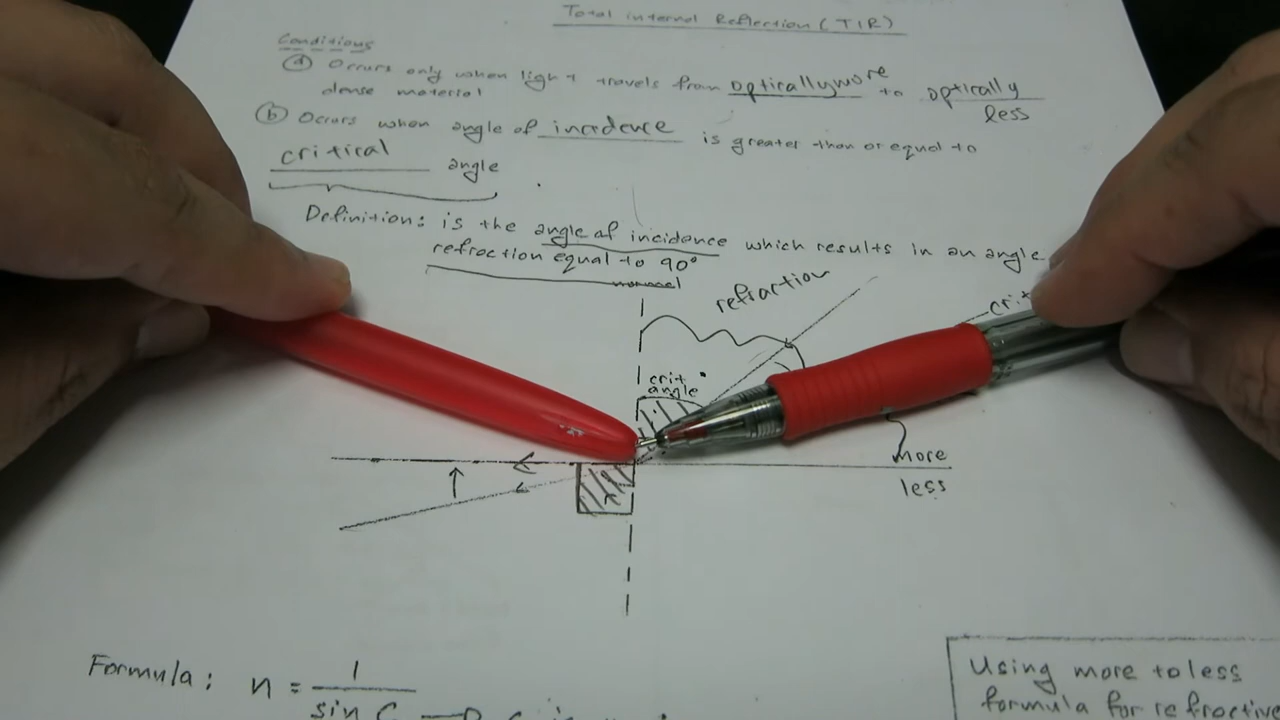 Total internal Reflection (TIR)
Conditions
(a) Occurs only when light travels from optically more to optically less
dense material
(b) Occurs when angle of incidence is greater than or equal to
critical angle
Definition: is the angle of incidence which results in an angle
refraction equal to 90°
normal
refraction
crit
crit
angle
more
less
r
Formula: n = 1
sin C
Using more to less
formula for refractive